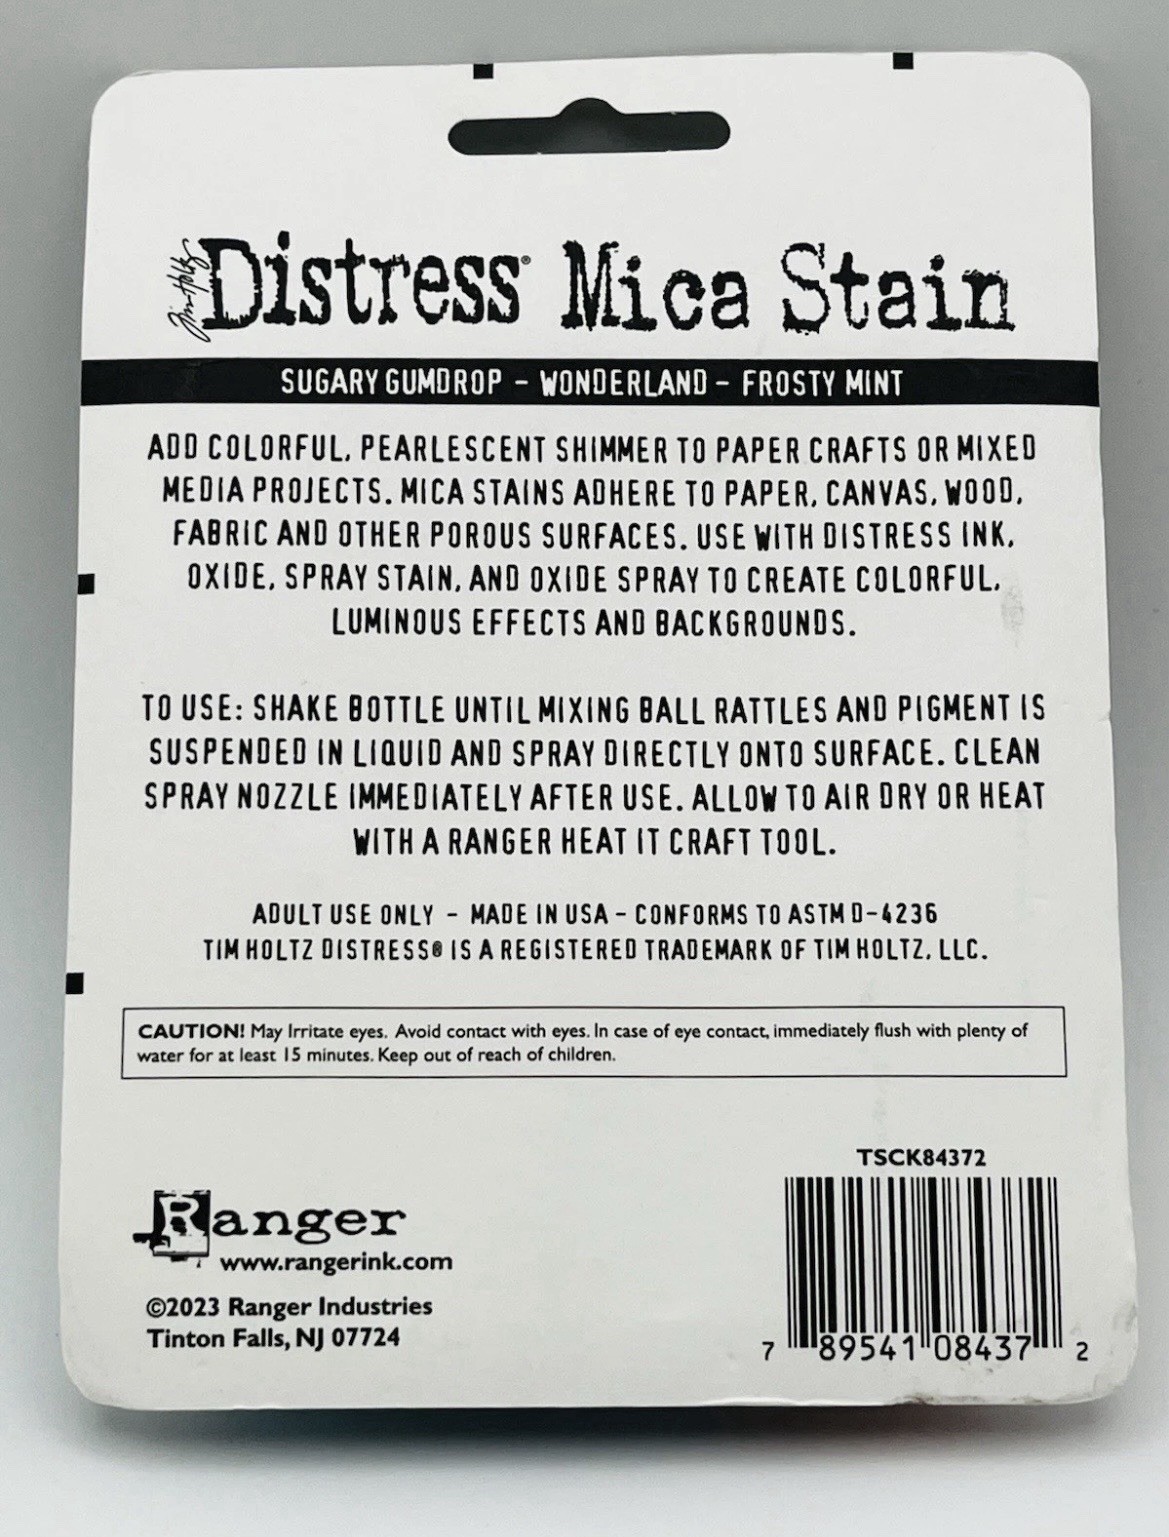 Tim Holtz Distress® Mica Stain
SUGARY GUMDROP - WONDERLAND - FROSTY MINT
ADD COLORFUL, PEARLESCENT SHIMMER TO PAPER CRAFTS OR MIXED
MEDIA PROJECTS. MICA STAINS ADHERE TO PAPER, CANVAS, WOOD,
FABRIC AND OTHER POROUS SURFACES. USE WITH DISTRESS INK,
OXIDE, SPRAY STAIN, AND OXIDE SPRAY TO CREATE COLORFUL,
LUMINOUS EFFECTS AND BACKGROUNDS.
TO USE: SHAKE BOTTLE UNTIL MIXING BALL RATTLES AND PIGMENT IS
SUSPENDED IN LIQUID AND SPRAY DIRECTLY ONTO SURFACE. CLEAN
SPRAY NOZZLE IMMEDIATELY AFTER USE. ALLOW TO AIR DRY OR HEAT
WITH A RANGER HEAT IT CRAFT TOOL.
ADULT USE ONLY - MADE IN USA - CONFORMS TO ASTM D-4236
TIM HOLTZ DISTRESS® IS A REGISTERED TRADEMARK OF TIM HOLTZ, LLC.
CAUTION! May Irritate eyes. Avoid contact with eyes. In case of eye contact, immediately flush with plenty of
water for at least 15 minutes. Keep out of reach of children.
TSCK84372
Ranger
www.rangerink.com
©2023 Ranger Industries
Tinton Falls, NJ 07724
7 89541 08437 2